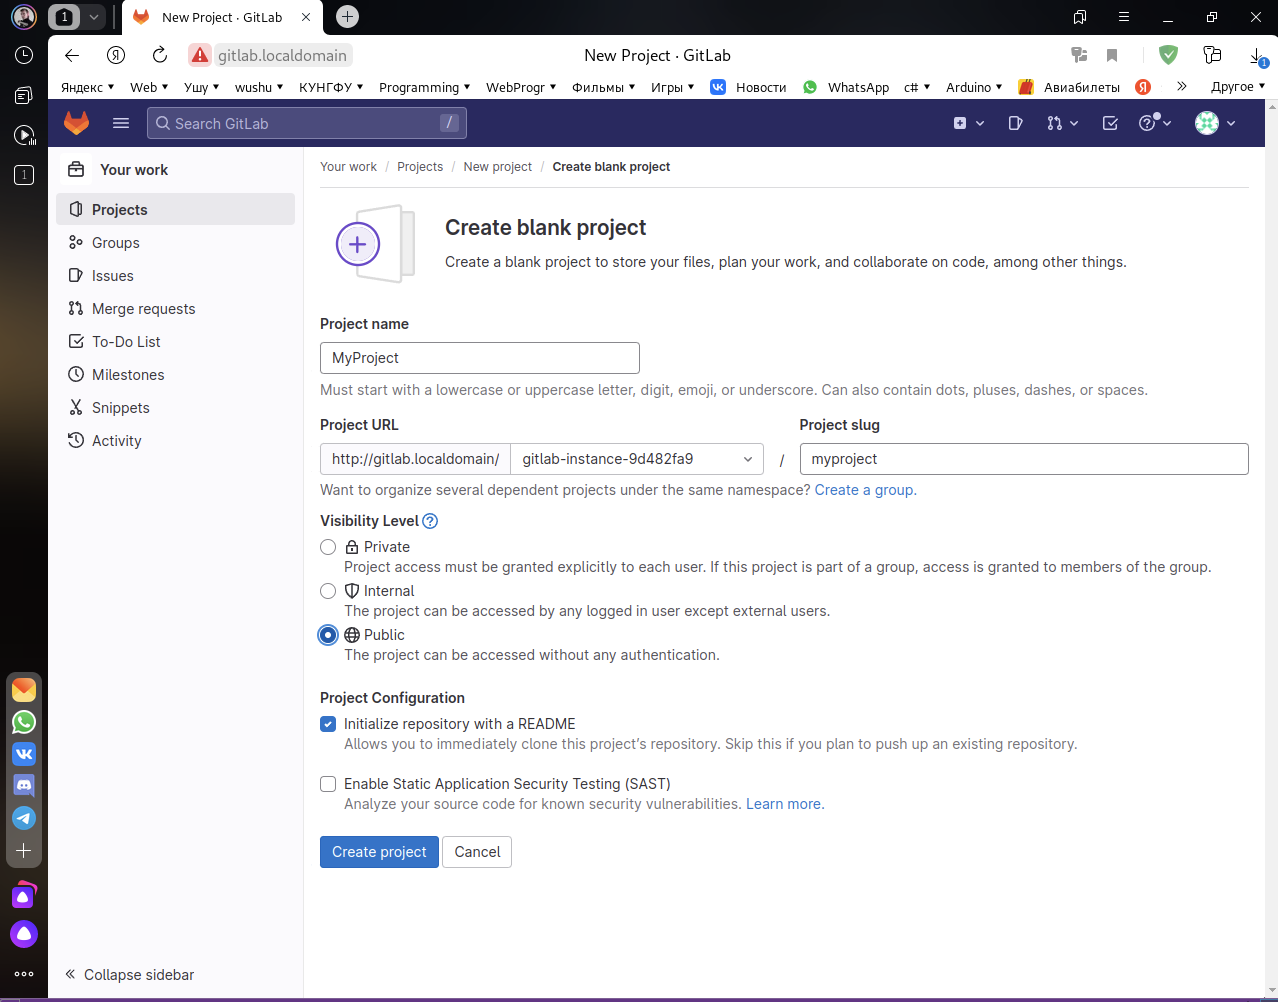 1
New Project · GitLab
gitlab.localdomain
New Project · GitLab
1
Яндекс Web Ушу wushu КУНГФУ Programming WebProgr Фильмы Игры Новости WhatsApp c# Arduino Авиабилеты Другое
Search GitLab /
1
Your work
Projects
Groups
Issues
Merge requests
To-Do List
Milestones
Snippets
Activity
Collapse sidebar
Your work / Projects / New project / Create blank project
Create blank project
Create a blank project to store your files, plan your work, and collaborate on code, among other things.
Project name
MyProject
Must start with a lowercase or uppercase letter, digit, emoji, or underscore. Can also contain dots, pluses, dashes, or spaces.
Project URL Project slug
http://gitlab.localdomain/ gitlab-instance-9d482fa9 / myproject
Want to organize several dependent projects under the same namespace? Create a group.
Visibility Level
Private
Project access must be granted explicitly to each user. If this project is part of a group, access is granted to members of the group.
Internal
The project can be accessed by any logged in user except external users.
Public
The project can be accessed without any authentication.
Project Configuration
Initialize repository with a README
Allows you to immediately clone this project's repository. Skip this if you plan to push up an existing repository.
Enable Static Application Security Testing (SAST)
Analyze your source code for known security vulnerabilities. Learn more.
Create project Cancel